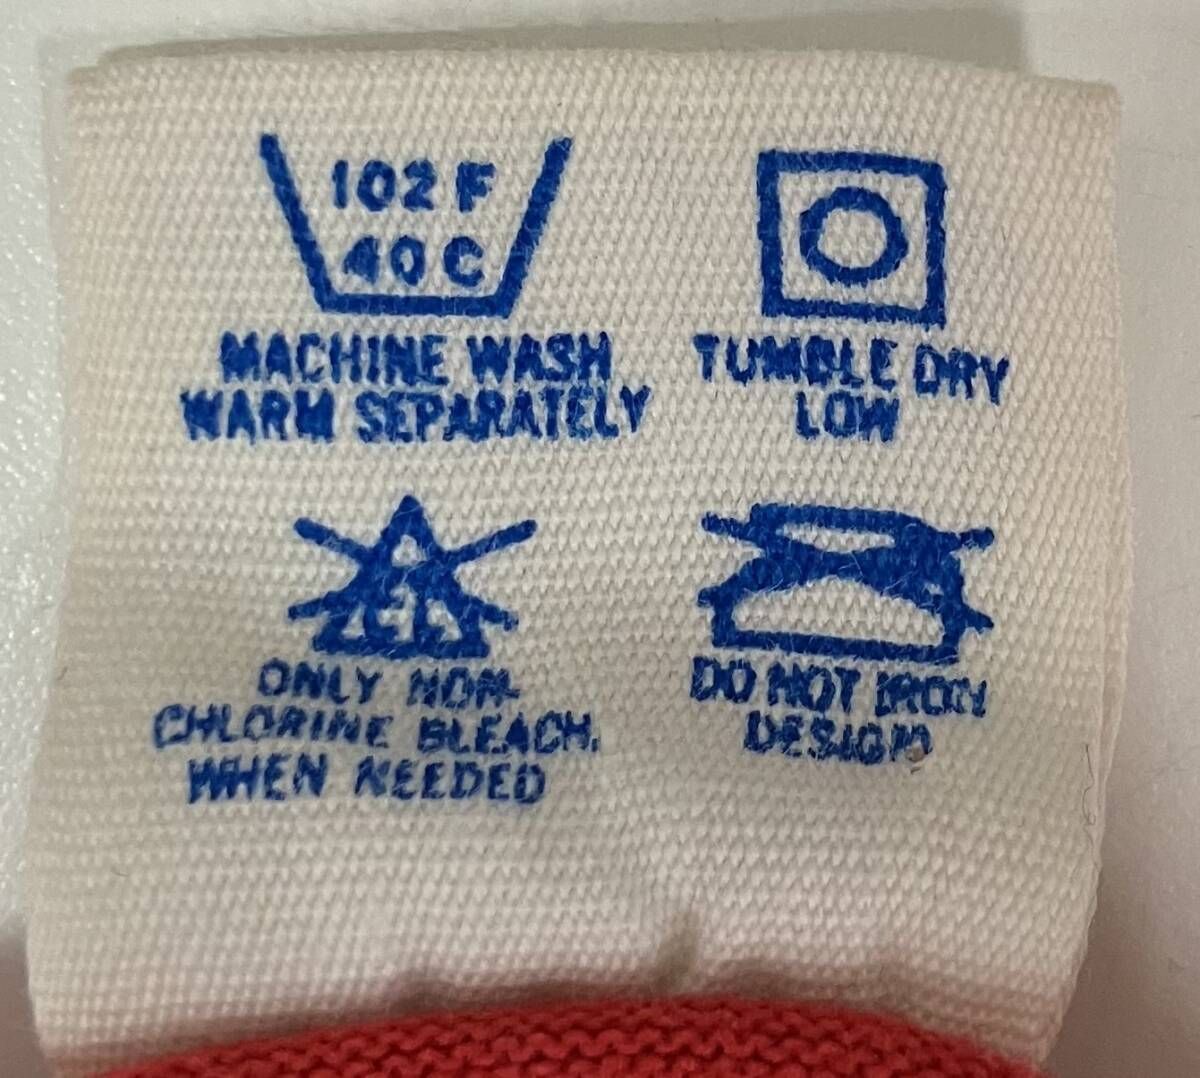 102 F
40 C
MACHINE WASH
WARM SEPARATELY
TUMBLE DRY
LOW
ONLY NON-
CHLORINE BLEACH.
WHEN NEEDED
DO NOT IRON
DESIGN